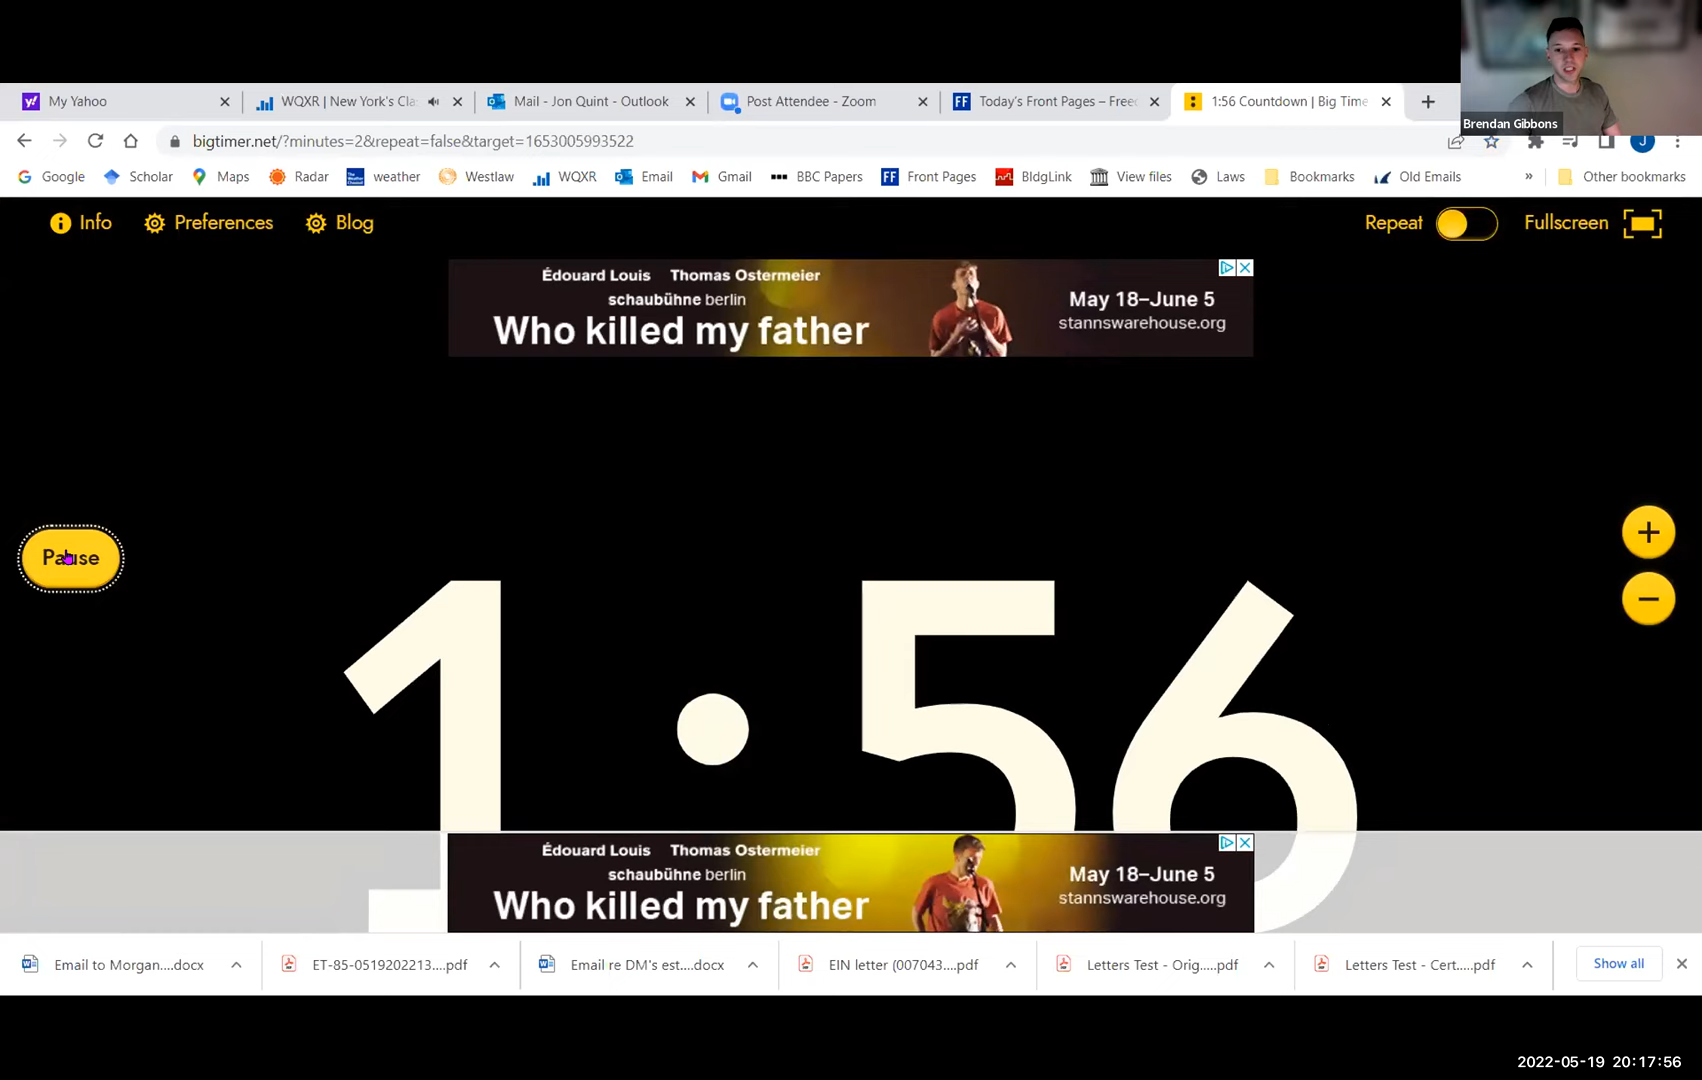 My Yahoo
WQXR | New York's Cla
Mail - Jon Quint - Outlook
Post Attendee - Zoom
Today's Front Pages – Free
1:56 Countdown | Big Time
Brendan Gibbons
bigtimer.net/?minutes=2&repeat=false&target=1653005993522
J
Google
Scholar
Maps
Radar
weather
Westlaw
WQXR
Email
Gmail
BBC Papers
FF Front Pages
BldgLink
View files
Laws
Bookmarks
Old Emails
»
Other bookmarks
Info
Preferences
Blog
Repeat
Fullscreen
Édouard Louis Thomas Ostermeier
schaubühne berlin
Who killed my father
May 18–June 5
stannswarehouse.org
Pause
+
−
1:56
Édouard Louis Thomas Ostermeier
schaubühne berlin
Who killed my father
May 18–June 5
stannswarehouse.org
Email to Morgan....docx
ET-85-0519202213....pdf
Email re DM's est....docx
EIN letter (007043....pdf
Letters Test - Orig.....pdf
Letters Test - Cert.....pdf
Show all
2022-05-19 20:17:56